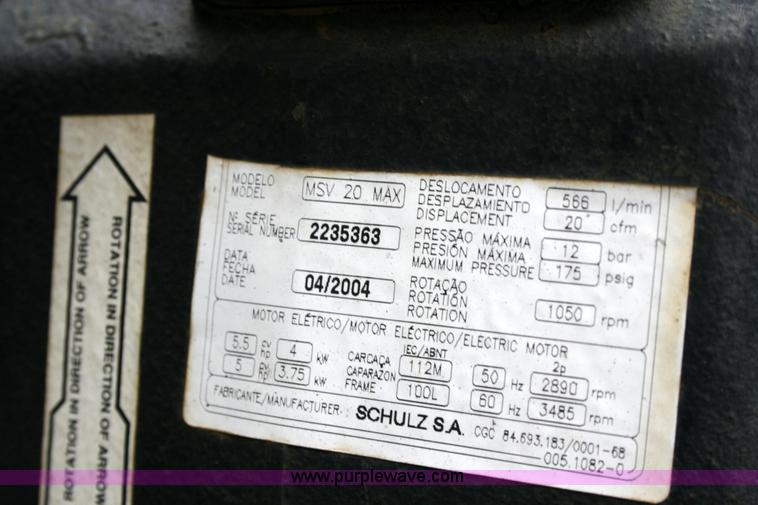 ROTATION IN DIRECTION OF ARROW
ROTATION IN DIRECTION OF ARROW
MODELO
MODEL
MSV 20 MAX
Nº SÉRIE
SERIAL NUMBER
2235363
DATA
FECHA
DATE
04/2004
DESLOCAMENTO
DESPLAZAMIENTO
DISPLACEMENT
566 l/min
20 cfm
PRESSÃO MÁXIMA
PRESIÓN MÁXIMA
MAXIMUM PRESSURE
12 bar
175 psig
ROTAÇÃO
ROTATIÓN
ROTATION
1050 rpm
MOTOR ELÉTRICO/MOTOR ELÉCTRICO/ELECTRIC MOTOR
5.5 cv hp 4 kW
5 cv hp 3.75 kW
CARCAÇA
CAPARAZON
FRAME
IEC/ABNT
112M
100L
50 Hz
60 Hz
2p
2890 rpm
3485 rpm
FABRICANTE/MANUFACTURER: SCHULZ S.A. CGC 84.693.183/0001-68
005.1082-0
www.purplewave.com